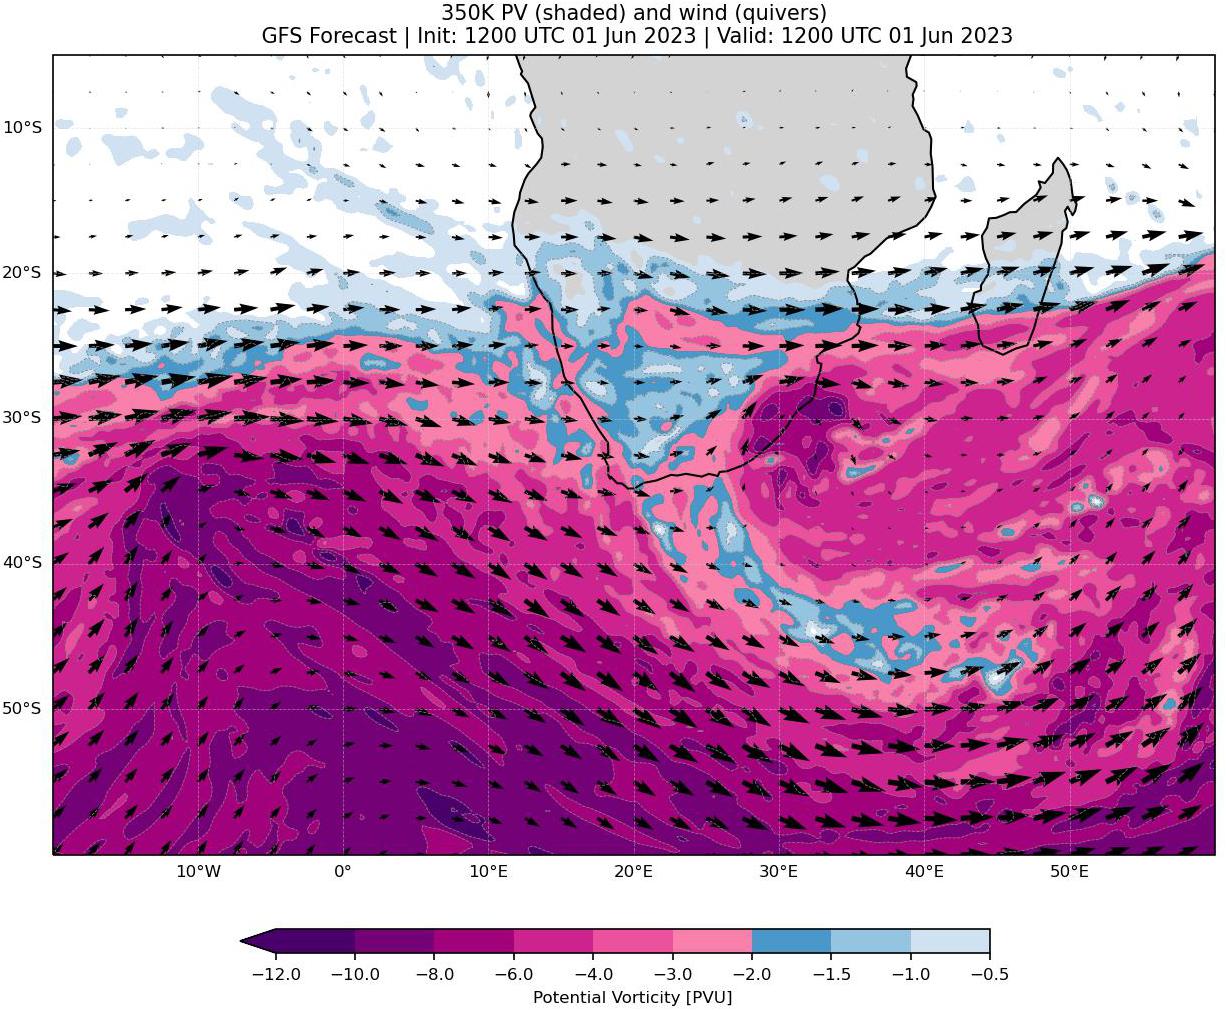 350K PV (shaded) and wind (quivers)
GFS Forecast | Init: 1200 UTC 01 Jun 2023 | Valid: 1200 UTC 01 Jun 2023
10°S
20°S
30°S
40°S
50°S
10°W 0° 10°E 20°E 30°E 40°E 50°E
−12.0 −10.0 −8.0 −6.0 −4.0 −3.0 −2.0 −1.5 −1.0 −0.5
Potential Vorticity [PVU]